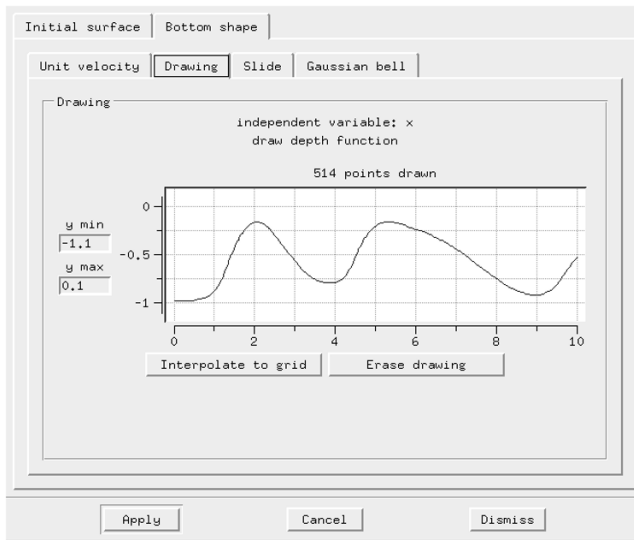 Initial surface Bottom shape
Unit velocity Drawing Slide Gaussian bell
Drawing
independent variable: x
draw depth function
514 points drawn
y min
-1.1
y max
0.1
0
-0.5
-1
0 2 4 6 8 10
Interpolate to grid Erase drawing
Apply Cancel Dismiss